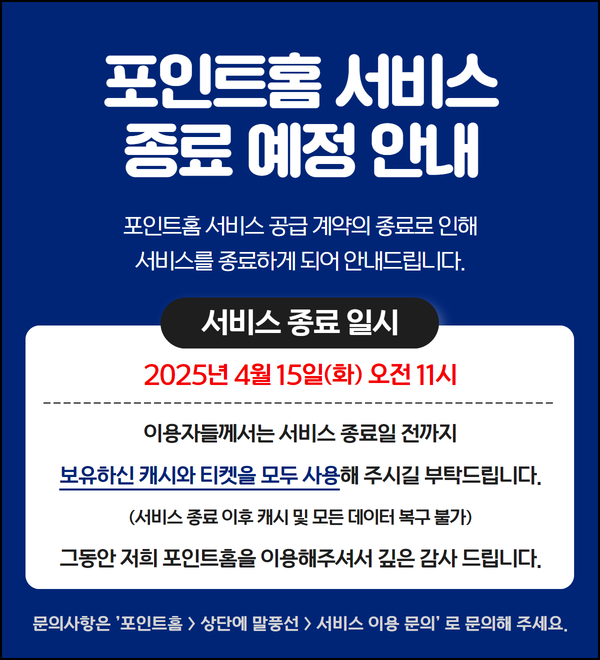 포인트홈 서비스
종료 예정 안내
포인트홈 서비스 공급 계약의 종료로 인해
서비스를 종료하게 되어 안내드립니다.
서비스 종료 일시
2025년 4월 15일(화) 오전 11시
이용자들께서는 서비스 종료일 전까지
보유하신 캐시와 티켓을 모두 사용해 주시길 부탁드립니다.
(서비스 종료 이후 캐시 및 모든 데이터 복구 불가)
그동안 저희 포인트홈을 이용해주셔서 깊은 감사 드립니다.
문의사항은 '포인트홈 > 상단에 말풍선 > 서비스 이용 문의' 로 문의해 주세요.